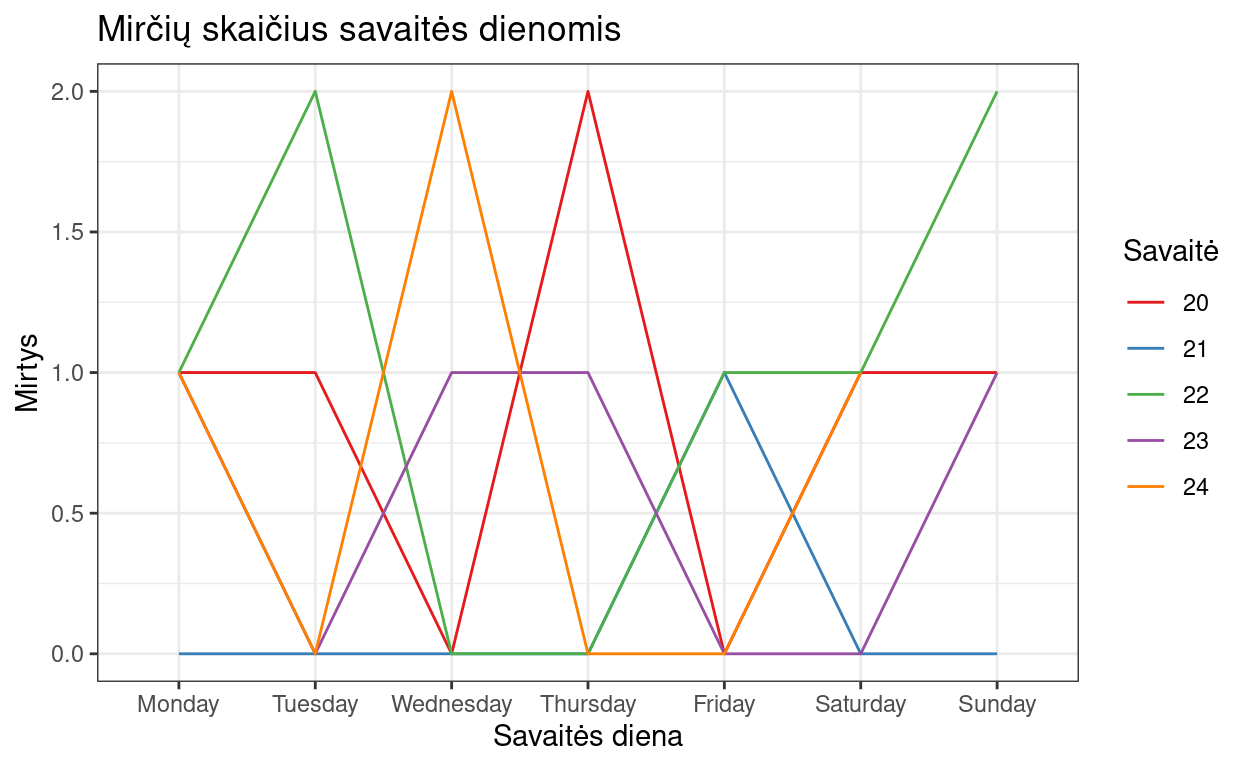 Mirčių skaičius savaitės dienomis
2.0
1.5
1.0
0.5
0.0
Mirtys
Monday Tuesday Wednesday Thursday Friday Saturday Sunday
Savaitės diena
Savaitė
20
21
22
23
24